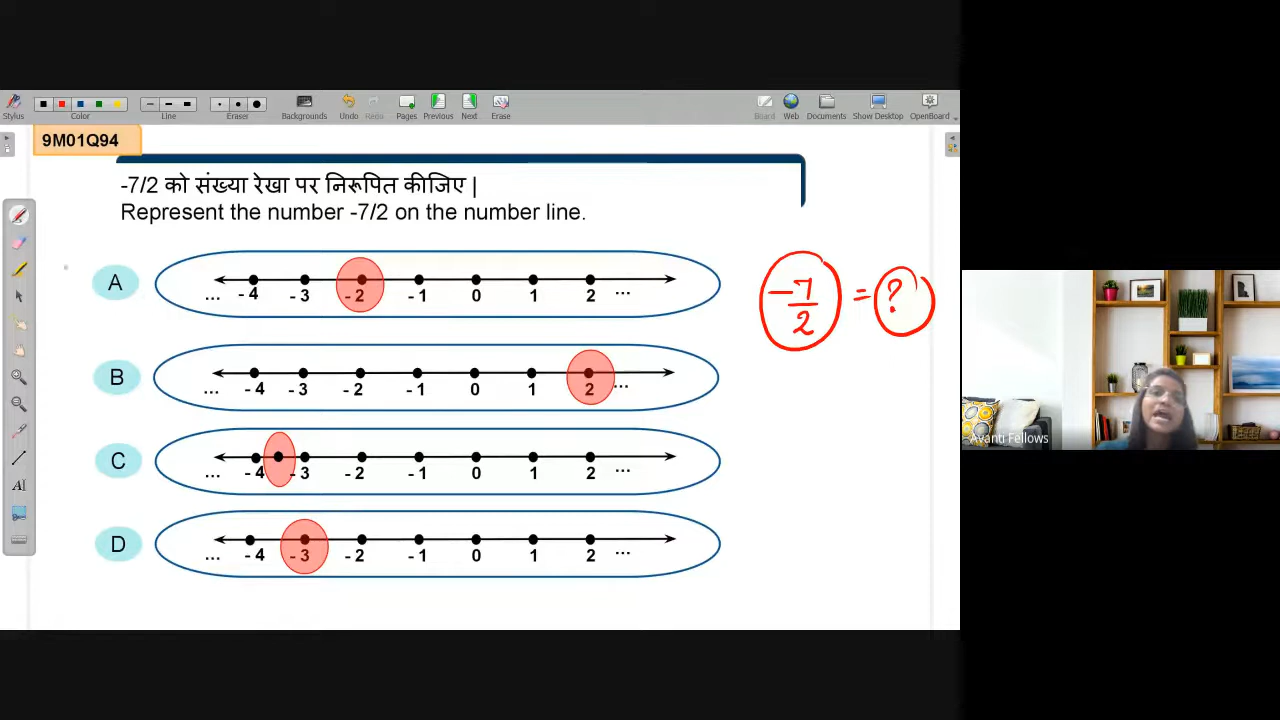 Stylus
Color
Line
Eraser
Backgrounds
Undo
Redo
Pages
Previous
Next
Erase
Board
Web
Documents
Show Desktop
OpenBoard
9M01Q94
-7/2 को संख्या रेखा पर निरूपित कीजिए |
Represent the number -7/2 on the number line.
A
... -4 -3 -2 -1 0 1 2 ...
B
... -4 -3 -2 -1 0 1 2 ...
C
... -4 -3 -2 -1 0 1 2 ...
D
... -4 -3 -2 -1 0 1 2 ...
-7/2 = ?
Avanti Fellows